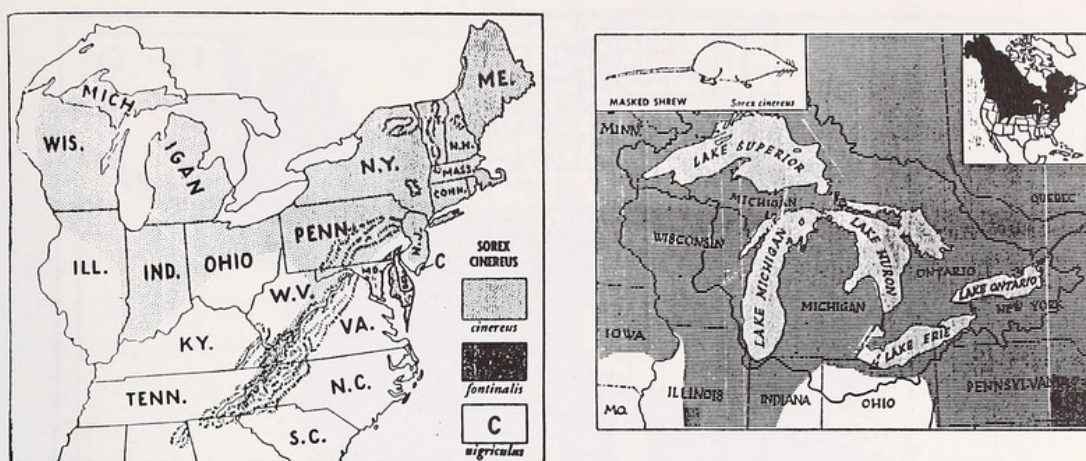 ME.
MICH
WIS.
IGAN
N.H.
N.Y.
MASS.
CONN.
PENN.
N.J.
ILL.
IND.
OHIO
MD.
C
W.V.
VA.
KY.
TENN.
N.C.
S.C.
SOREX
CINEREUS
cinereus
fontinalis
C
nigriculus
MASKED SHREW
Sorex cinereus
MINN.
LAKE SUPERIOR
MICHIGAN
QUEBEC
WISCONSIN
LAKE MICHIGAN
LAKE HURON
ONTARIO
LAKE ONTARIO
MICHIGAN
NEW YORK
IOWA
LAKE ERIE
PENNSYLVANIA
ILLINOIS
INDIANA
OHIO
MO.